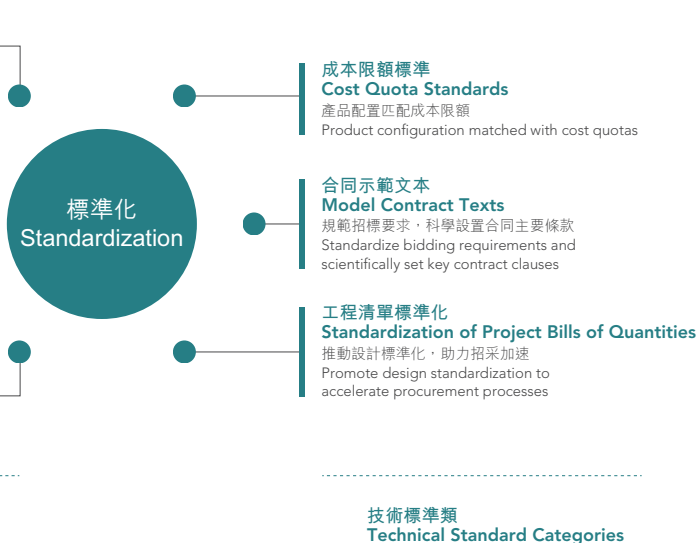 標準化
Standardization
成本限額標準
Cost Quota Standards
產品配置匹配成本限額
Product configuration matched with cost quotas
合同示範文本
Model Contract Texts
規範招標要求，科學設置合同主要條款
Standardize bidding requirements and
scientifically set key contract clauses
工程清單標準化
Standardization of Project Bills of Quantities
推動設計標準化，助力招采加速
Promote design standardization to
accelerate procurement processes
技術標準類
Technical Standard Categories